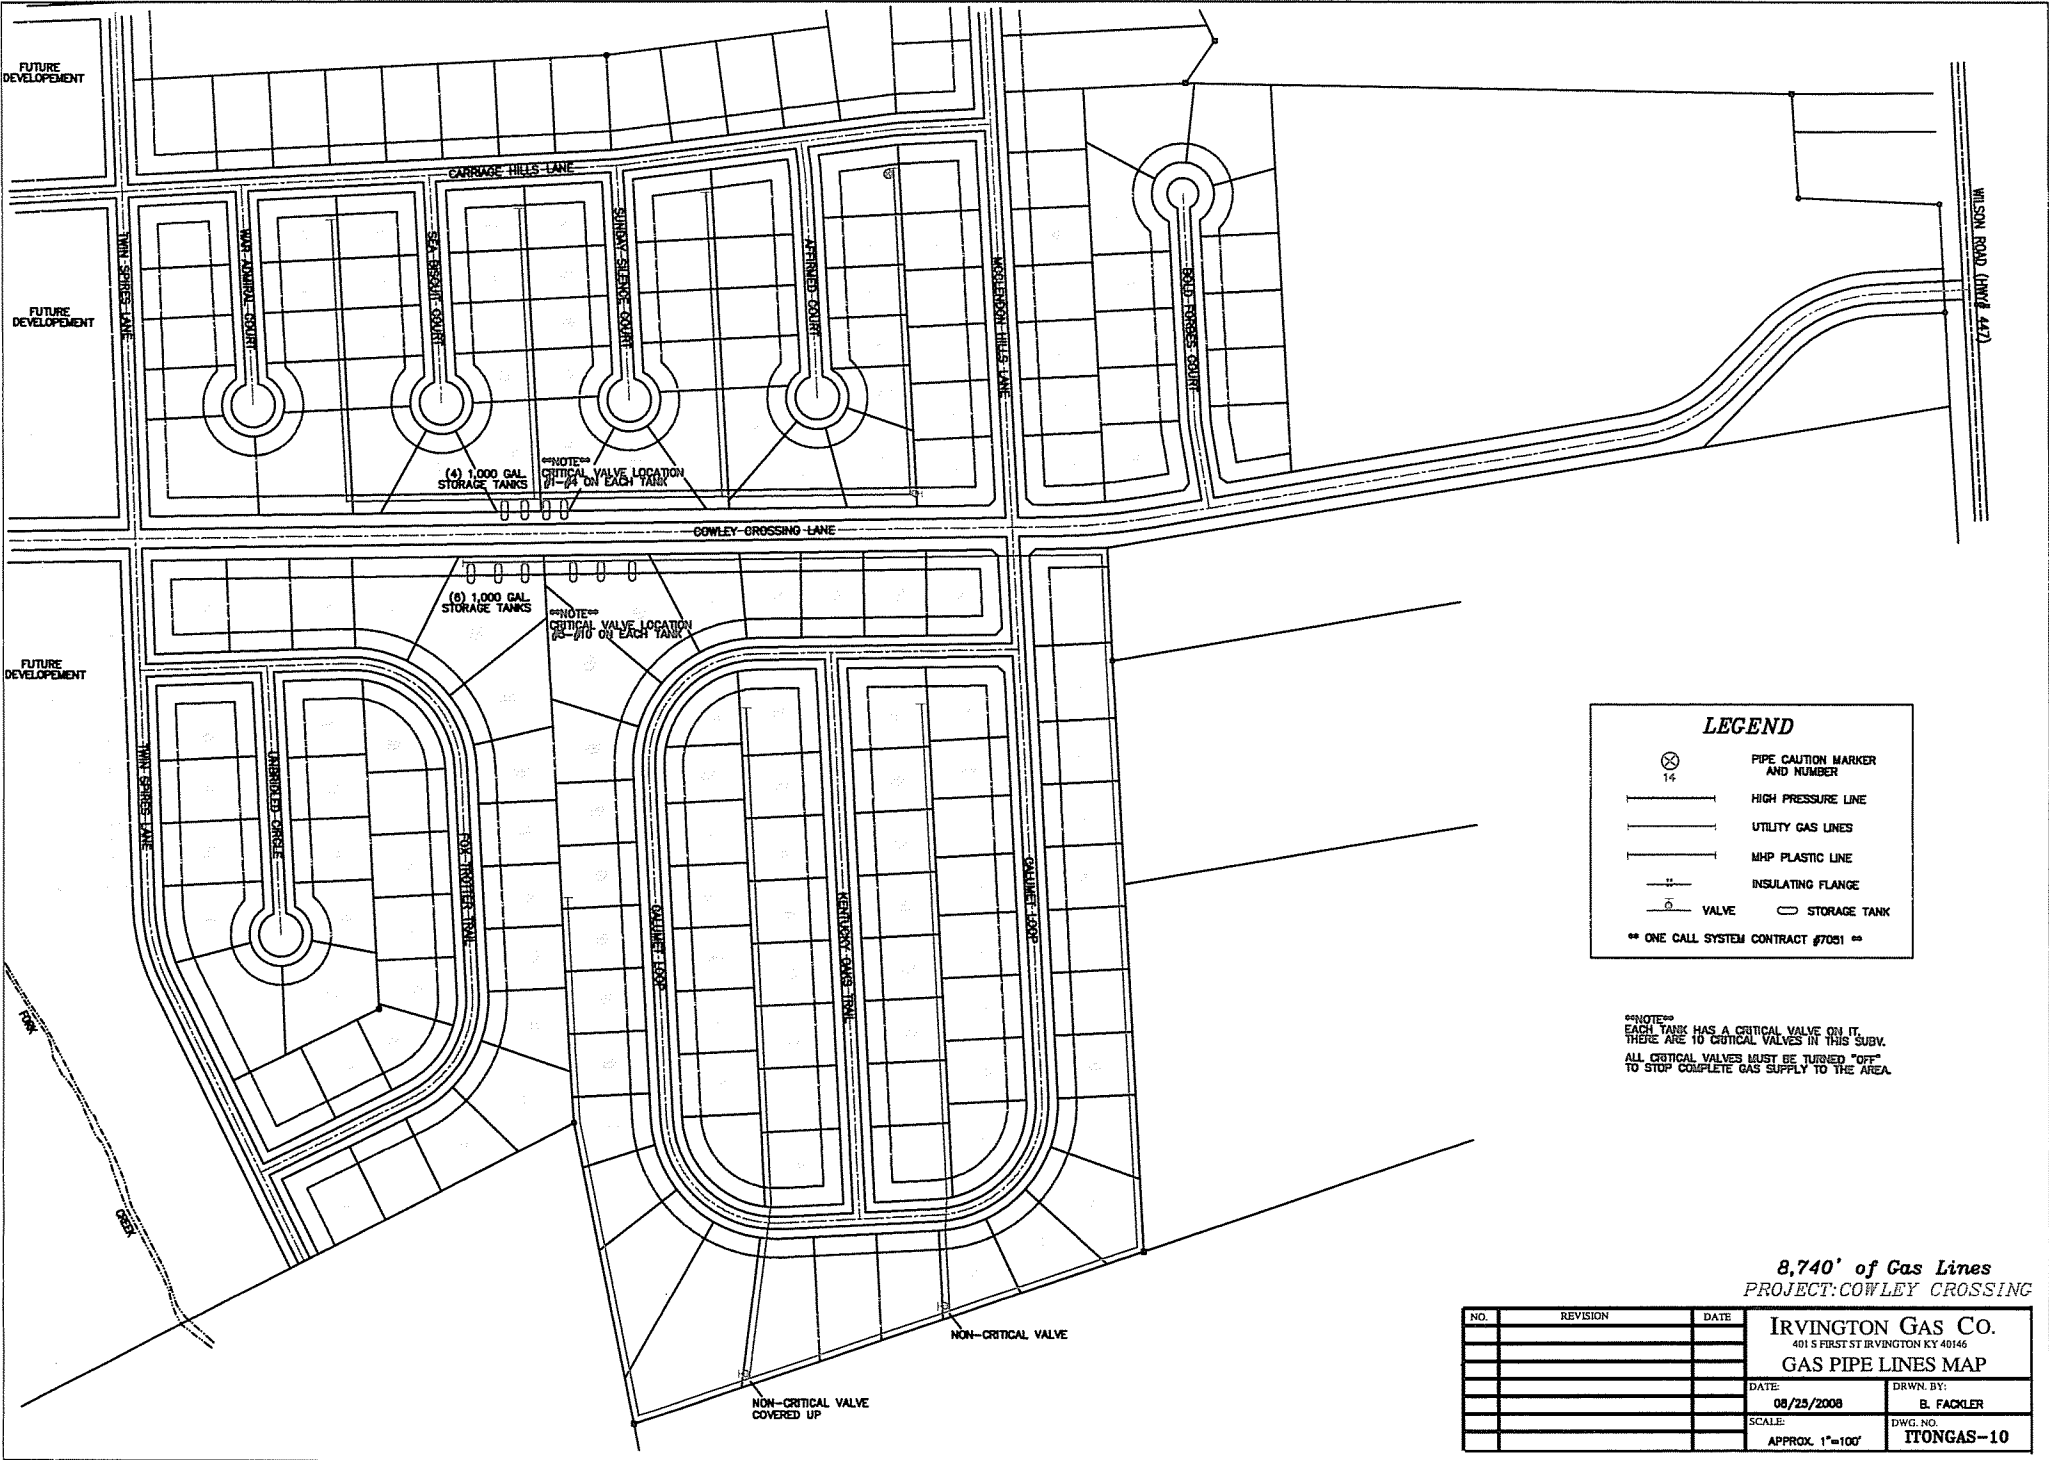 FUTURE
DEVELOPEMENT
FUTURE
DEVELOPEMENT
FUTURE
DEVELOPEMENT
CARRIAGE HILLS LANE
TWIN SPIRES LANE
WAR ADMIRAL COURT
SEA BISCUIT COURT
SUNDAY SILENCE COURT
AFFIRMED COURT
MCGLENDON HILLS LANE
BOLD FORBES COURT
WILSON ROAD (HWY# 447)
(4) 1,000 GAL.
STORAGE TANKS
**NOTE**
CRITICAL VALVE LOCATION
#1-#4 ON EACH TANK
COWLEY CROSSING LANE
(6) 1,000 GAL.
STORAGE TANKS
**NOTE**
CRITICAL VALVE LOCATION
#5-#10 ON EACH TANK
TWIN SPIRES LANE
UNBRIDLED CIRCLE
FOX TROTTER TRAIL
CALUMET LOOP
KENTUCKY OAKS TRAIL
CALUMET LOOP
FORK
CREEK
NON-CRITICAL VALVE
NON-CRITICAL VALVE
COVERED UP
LEGEND
14
PIPE CAUTION MARKER
AND NUMBER
HIGH PRESSURE LINE
UTILITY GAS LINES
MHP PLASTIC LINE
INSULATING FLANGE
VALVE
STORAGE TANK
** ONE CALL SYSTEM CONTRACT #7051 **
**NOTE**
EACH TANK HAS A CRITICAL VALVE ON IT.
THERE ARE 10 CRITICAL VALVES IN THIS SUBV.
ALL CRITICAL VALVES MUST BE TURNED "OFF"
TO STOP COMPLETE GAS SUPPLY TO THE AREA.
8,740' of Gas Lines
PROJECT:COWLEY CROSSING
NO.
REVISION
DATE
IRVINGTON GAS CO.
401 S FIRST ST IRVINGTON KY 40146
GAS PIPE LINES MAP
DATE:
08/25/2008
DRWN. BY:
B. FACKLER
SCALE:
APPROX. 1"=100'
DWG. NO.
ITONGAS-10